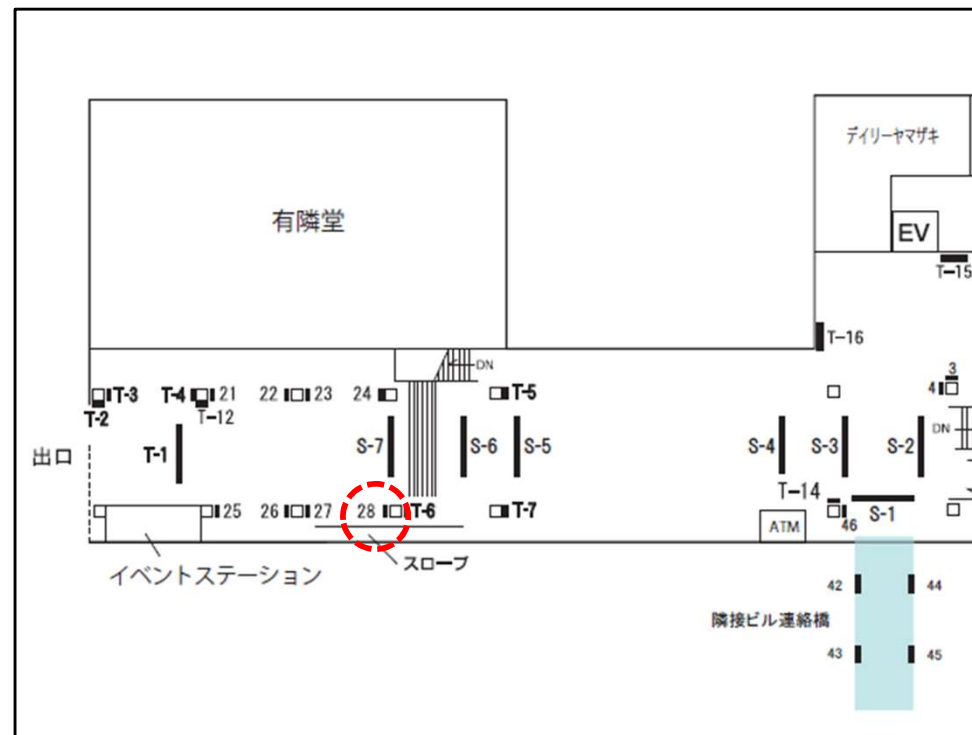 デイリーヤマザキ
有隣堂
EV
T-15
T-16
DN
3
T-3
T-4
21
22
23
24
T-5
4
T-2
T-12
DN
出口
T-1
S-7
S-6
S-5
S-4
S-3
S-2
T-14
25
26
27
28
T-6
T-7
ATM
46
S-1
スロープ
イベントステーション
42
44
隣接ビル連絡橋
43
45